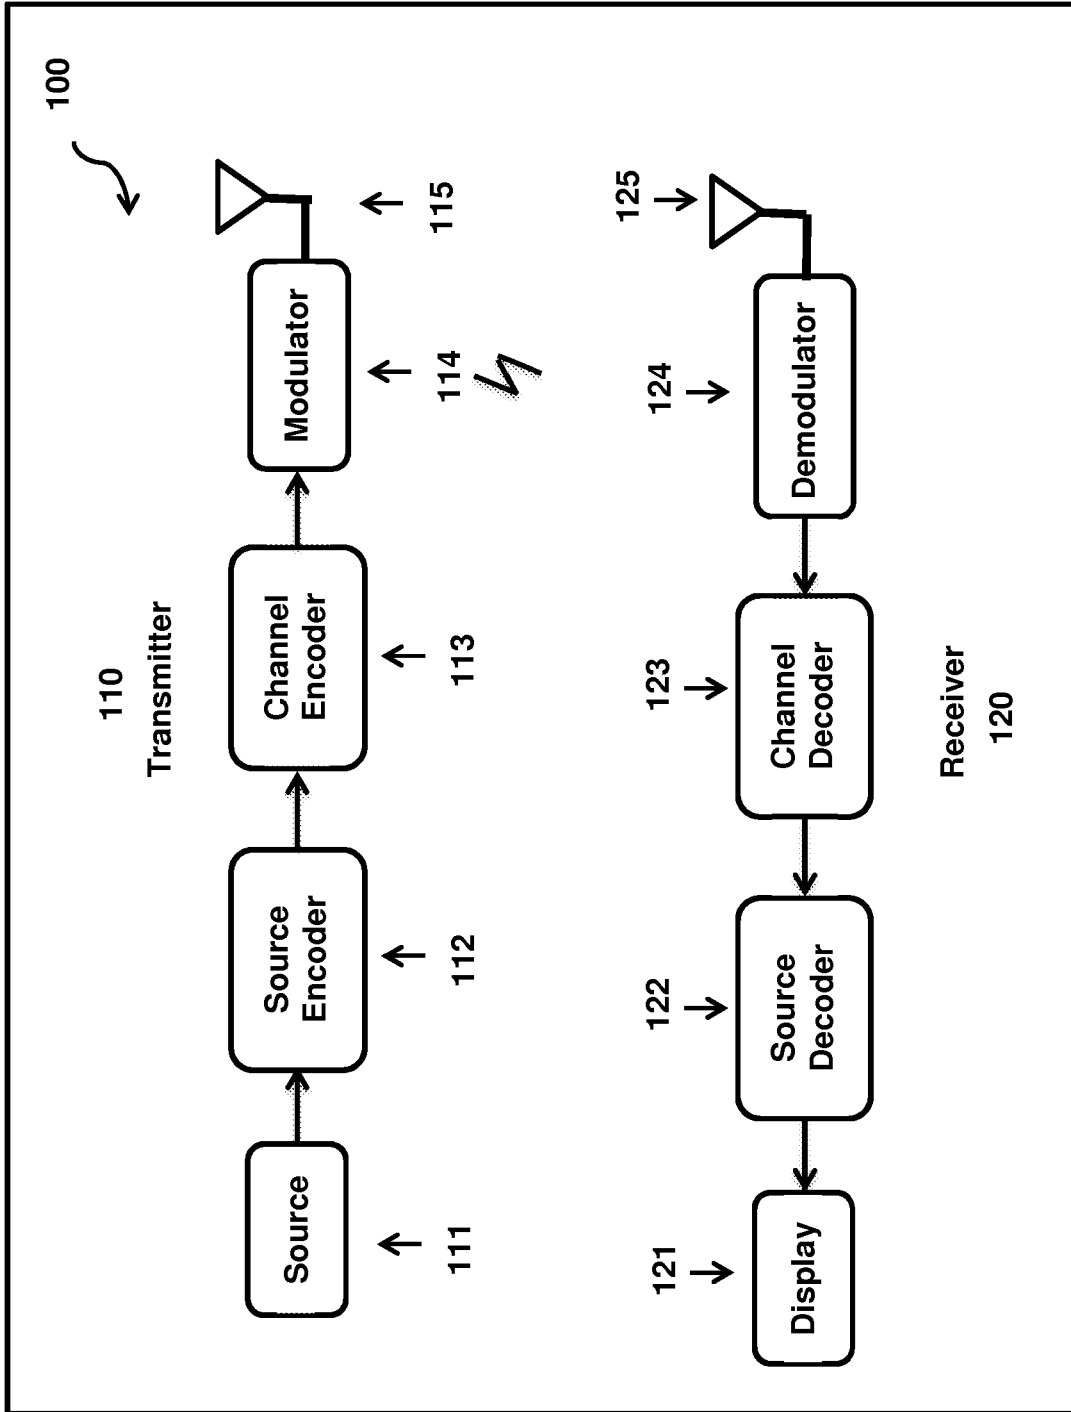 100
110
Transmitter
Source
Source
Encoder
Channel
Encoder
Modulator
111
112
113
114
115
121
122
123
124
125
Display
Source
Decoder
Channel
Decoder
Demodulator
Receiver
120